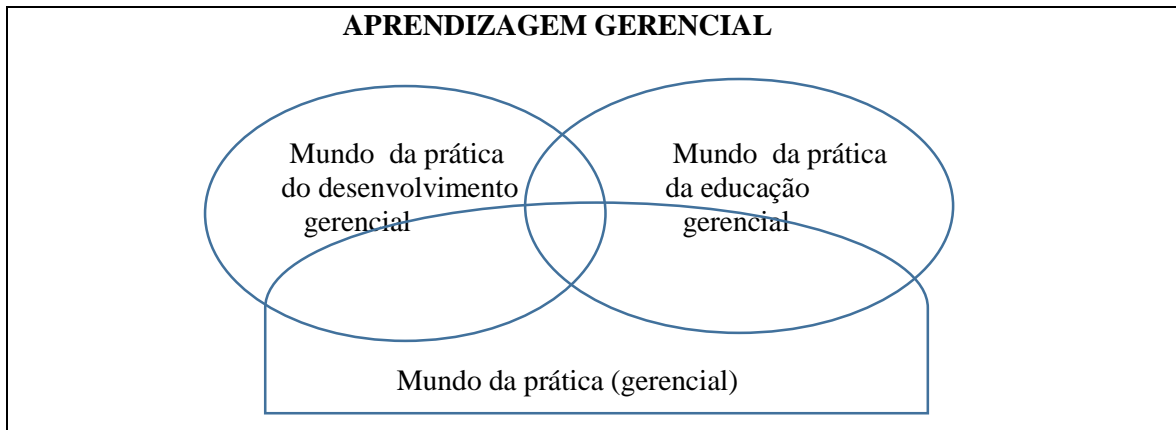 APRENDIZAGEM GERENCIAL
Mundo da prática
do desenvolvimento
gerencial
Mundo da prática
da educação
gerencial
Mundo da prática (gerencial)